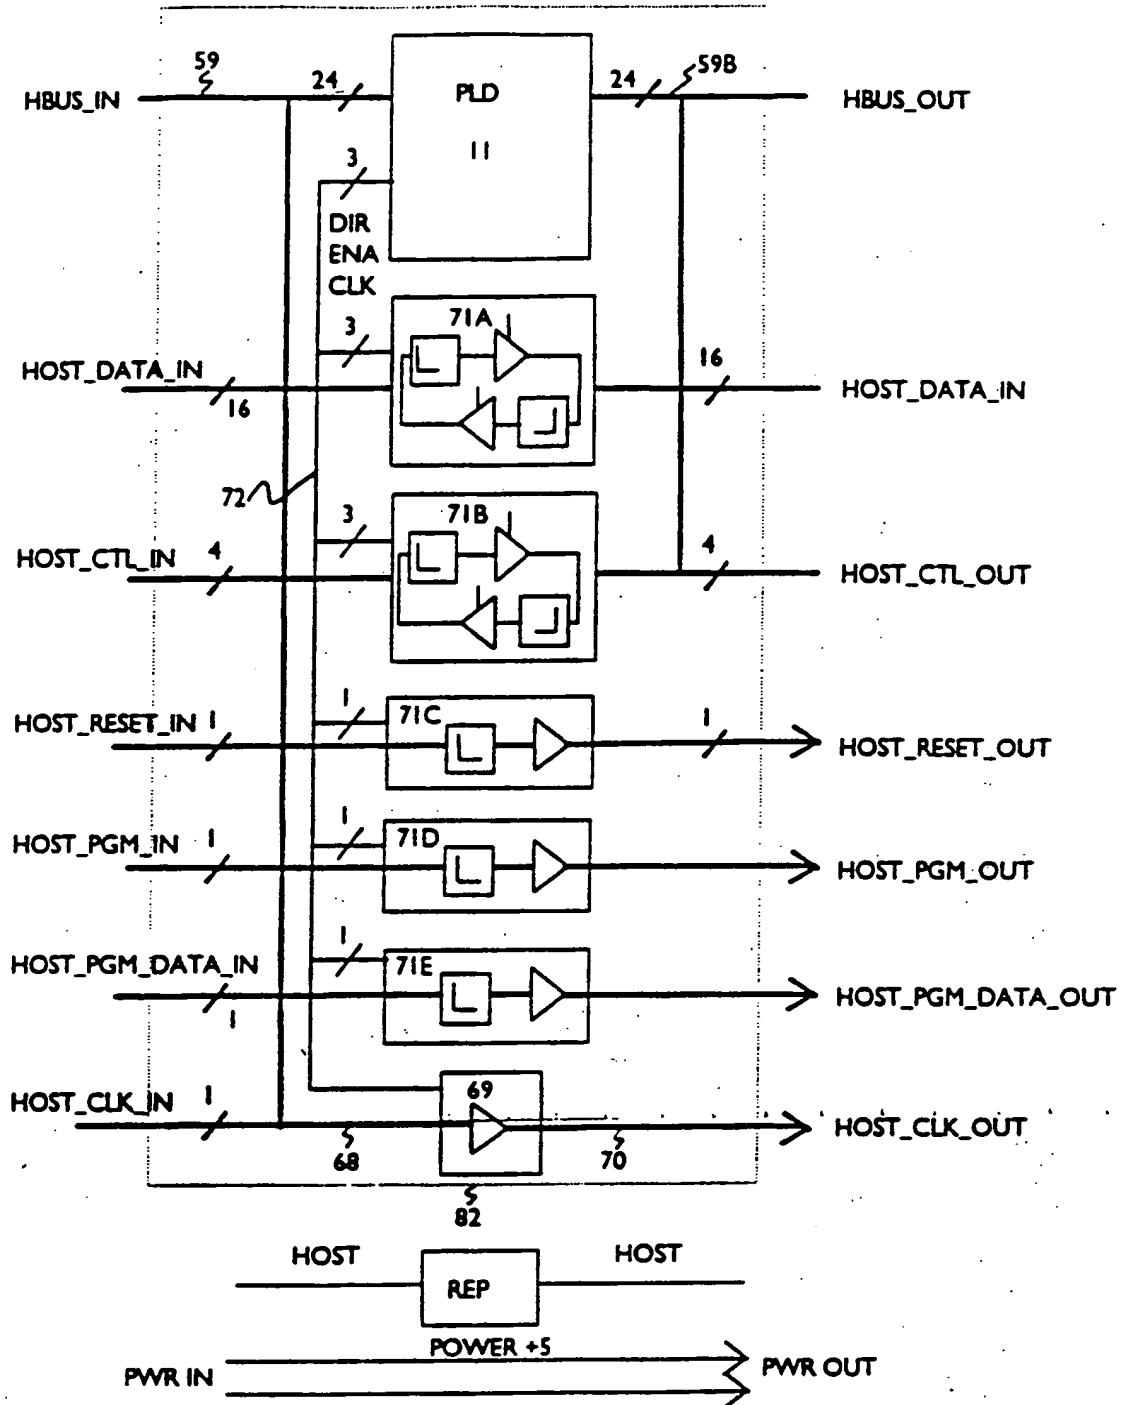 59
59B
HBUS_IN
24
PLD
11
24
HBUS_OUT
3
DIR
ENA
CLK
3
71A
HOST_DATA_IN
16
16
HOST_DATA_IN
72
3
71B
HOST_CTL_IN
4
4
HOST_CTL_OUT
HOST_RESET_IN
1
1
71C
1
HOST_RESET_OUT
HOST_PGM_IN
1
1
71D
HOST_PGM_OUT
HOST_PGM_DATA_IN
1
1
71E
HOST_PGM_DATA_OUT
HOST_CLK_IN
1
69
HOST_CLK_OUT
68
70
82
HOST
REP
HOST
POWER +5
PWR IN
PWR OUT